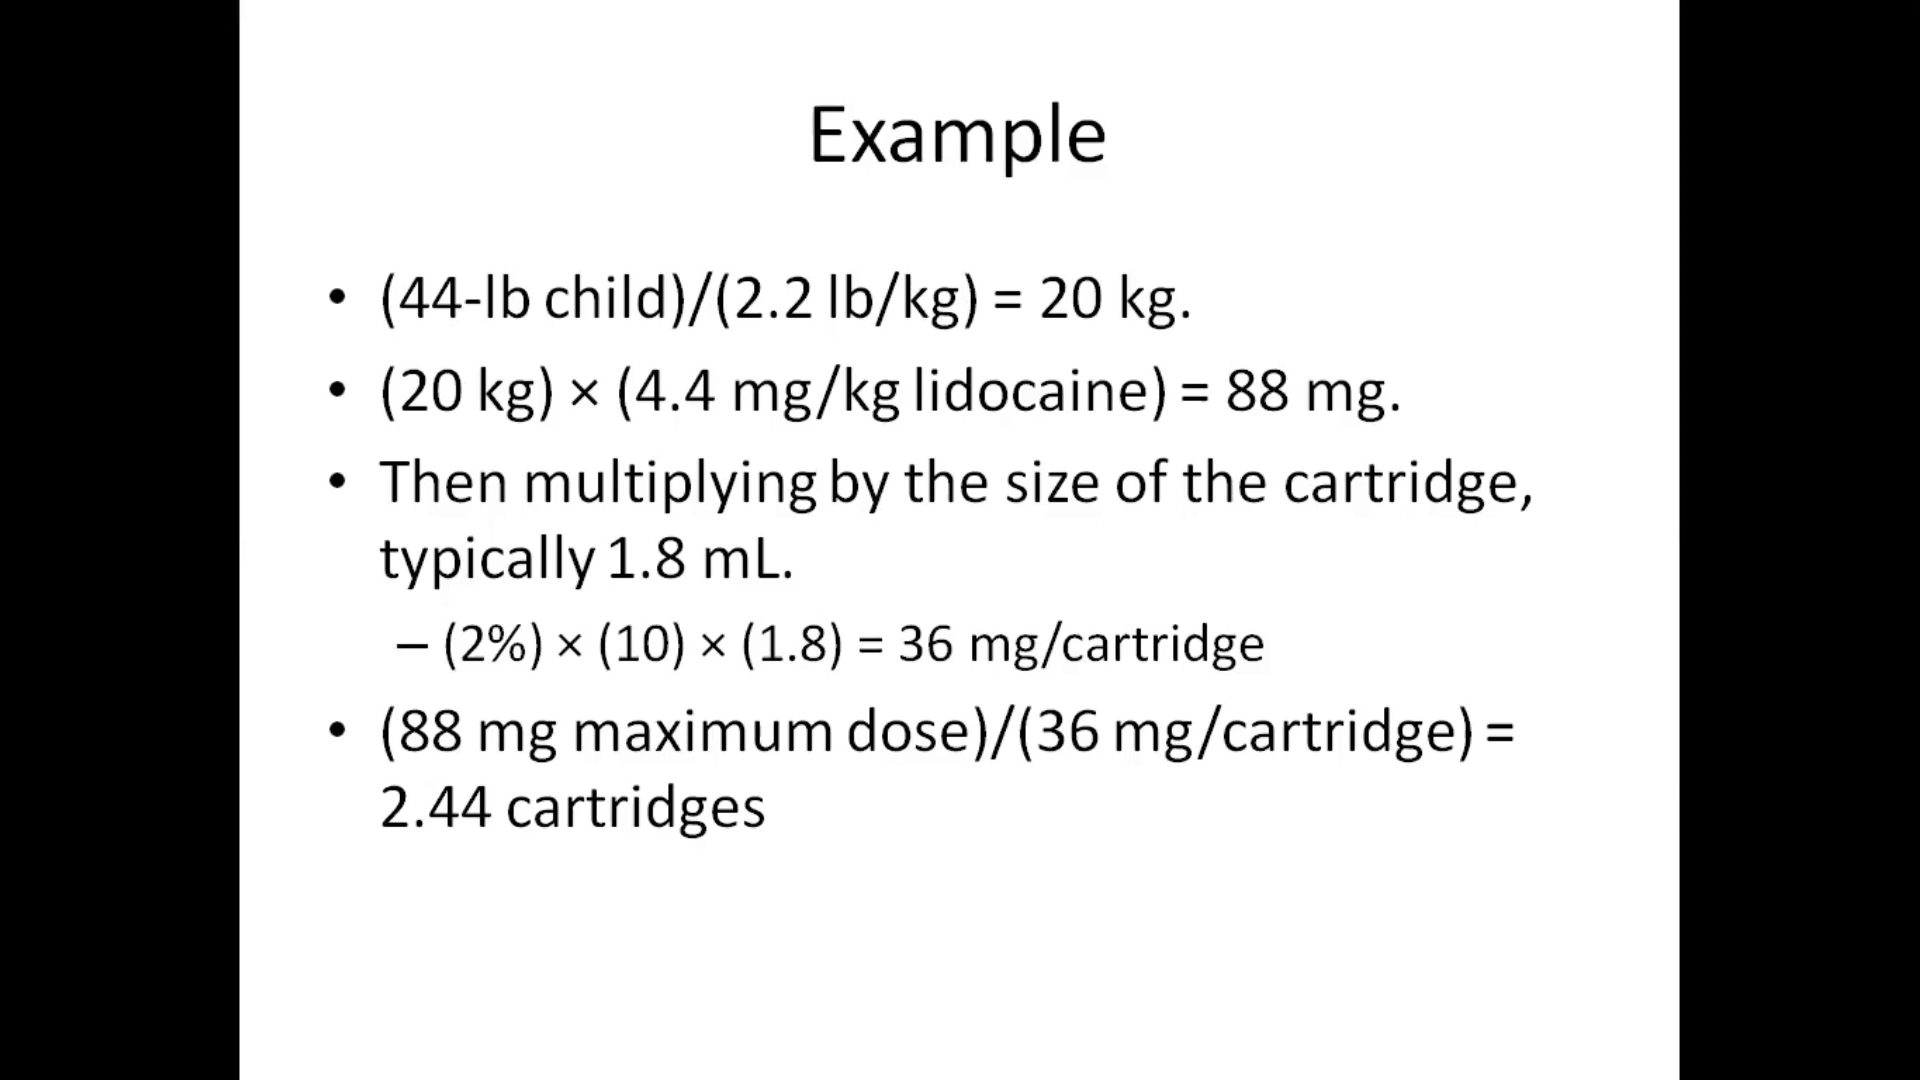 Example
• (44-lb child)/(2.2 lb/kg) = 20 kg.
• (20 kg) × (4.4 mg/kg lidocaine) = 88 mg.
• Then multiplying by the size of the cartridge,
typically 1.8 mL.
– (2%) × (10) × (1.8) = 36 mg/cartridge
• (88 mg maximum dose)/(36 mg/cartridge) =
2.44 cartridges